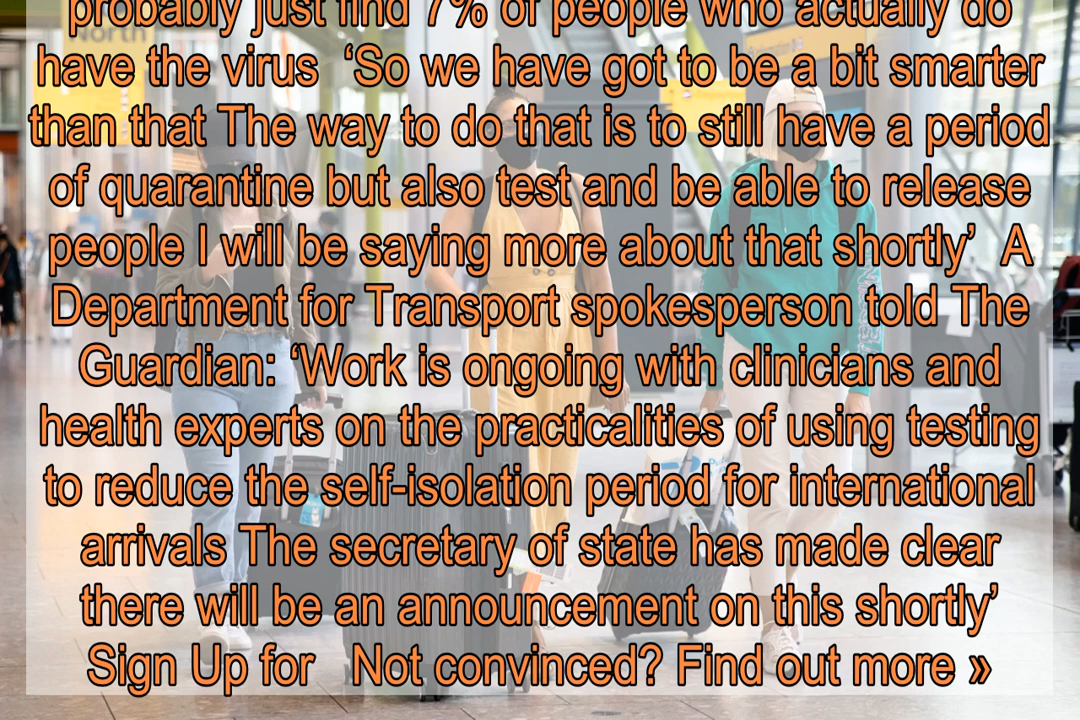 probably just find 7% of people who actually do
have the virus ‘So we have got to be a bit smarter
than that The way to do that is to still have a period
of quarantine but also test and be able to release
people I will be saying more about that shortly’ A
Department for Transport spokesperson told The
Guardian: ‘Work is ongoing with clinicians and
health experts on the practicalities of using testing
to reduce the self-isolation period for international
arrivals The secretary of state has made clear
there will be an announcement on this shortly’
Sign Up for Not convinced? Find out more »
North